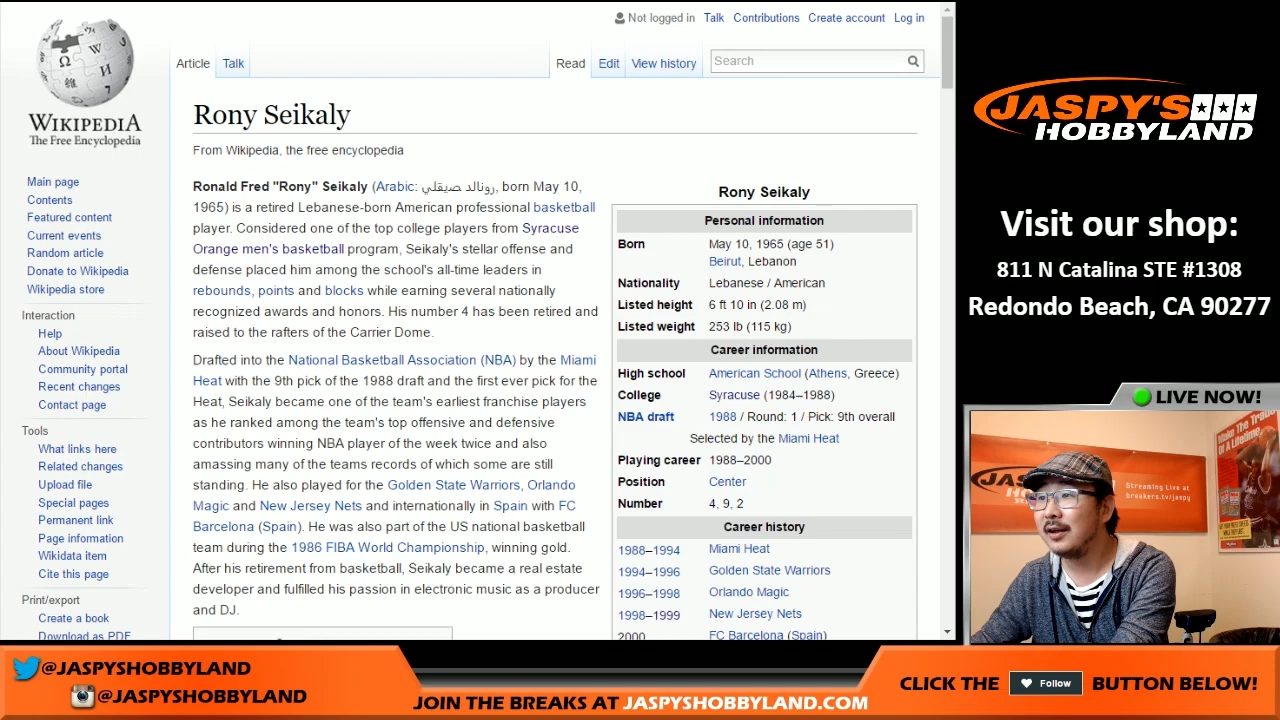 Not logged in Talk Contributions Create account Log in
Article Talk Read Edit View history Search
WIKIPEDIA
The Free Encyclopedia
Main page
Contents
Featured content
Current events
Random article
Donate to Wikipedia
Wikipedia store
Interaction
Help
About Wikipedia
Community portal
Recent changes
Contact page
Tools
What links here
Related changes
Upload file
Special pages
Permanent link
Page information
Wikidata item
Cite this page
Print/export
Create a book
Download as PDF
Rony Seikaly
From Wikipedia, the free encyclopedia
Ronald Fred "Rony" Seikaly (Arabic: رونالد صيقلي, born May 10,
1965) is a retired Lebanese-born American professional basketball
player. Considered one of the top college players from Syracuse
Orange men's basketball program, Seikaly's stellar offense and
defense placed him among the school's all-time leaders in
rebounds, points and blocks while earning several nationally
recognized awards and honors. His number 4 has been retired and
raised to the rafters of the Carrier Dome.
Drafted into the National Basketball Association (NBA) by the Miami
Heat with the 9th pick of the 1988 draft and the first ever pick for the
Heat, Seikaly became one of the team's earliest franchise players
as he ranked among the team's top offensive and defensive
contributors winning NBA player of the week twice and also
amassing many of the teams records of which some are still
standing. He also played for the Golden State Warriors, Orlando
Magic and New Jersey Nets and internationally in Spain with FC
Barcelona (Spain). He was also part of the US national basketball
team during the 1986 FIBA World Championship, winning gold.
After his retirement from basketball, Seikaly became a real estate
developer and fulfilled his passion in electronic music as a producer
and DJ.
Rony Seikaly
Personal information
Born May 10, 1965 (age 51)
Beirut, Lebanon
Nationality Lebanese / American
Listed height 6 ft 10 in (2.08 m)
Listed weight 253 lb (115 kg)
Career information
High school American School (Athens, Greece)
College Syracuse (1984–1988)
NBA draft 1988 / Round: 1 / Pick: 9th overall
Selected by the Miami Heat
Playing career 1988–2000
Position Center
Number 4, 9, 2
Career history
1988–1994 Miami Heat
1994–1996 Golden State Warriors
1996–1998 Orlando Magic
1998–1999 New Jersey Nets
2000 FC Barcelona (Spain)
JASPY'S
HOBBYLAND
Visit our shop:
811 N Catalina STE #1308
Redondo Beach, CA 90277
LIVE NOW!
Streaming Live at
breakers.tv/jaspy
Make The Trade
Of A Lifetime
@JASPYSHOBBYLAND
@JASPYSHOBBYLAND
JOIN THE BREAKS AT JASPYSHOBBYLAND.COM
CLICK THE Follow BUTTON BELOW!